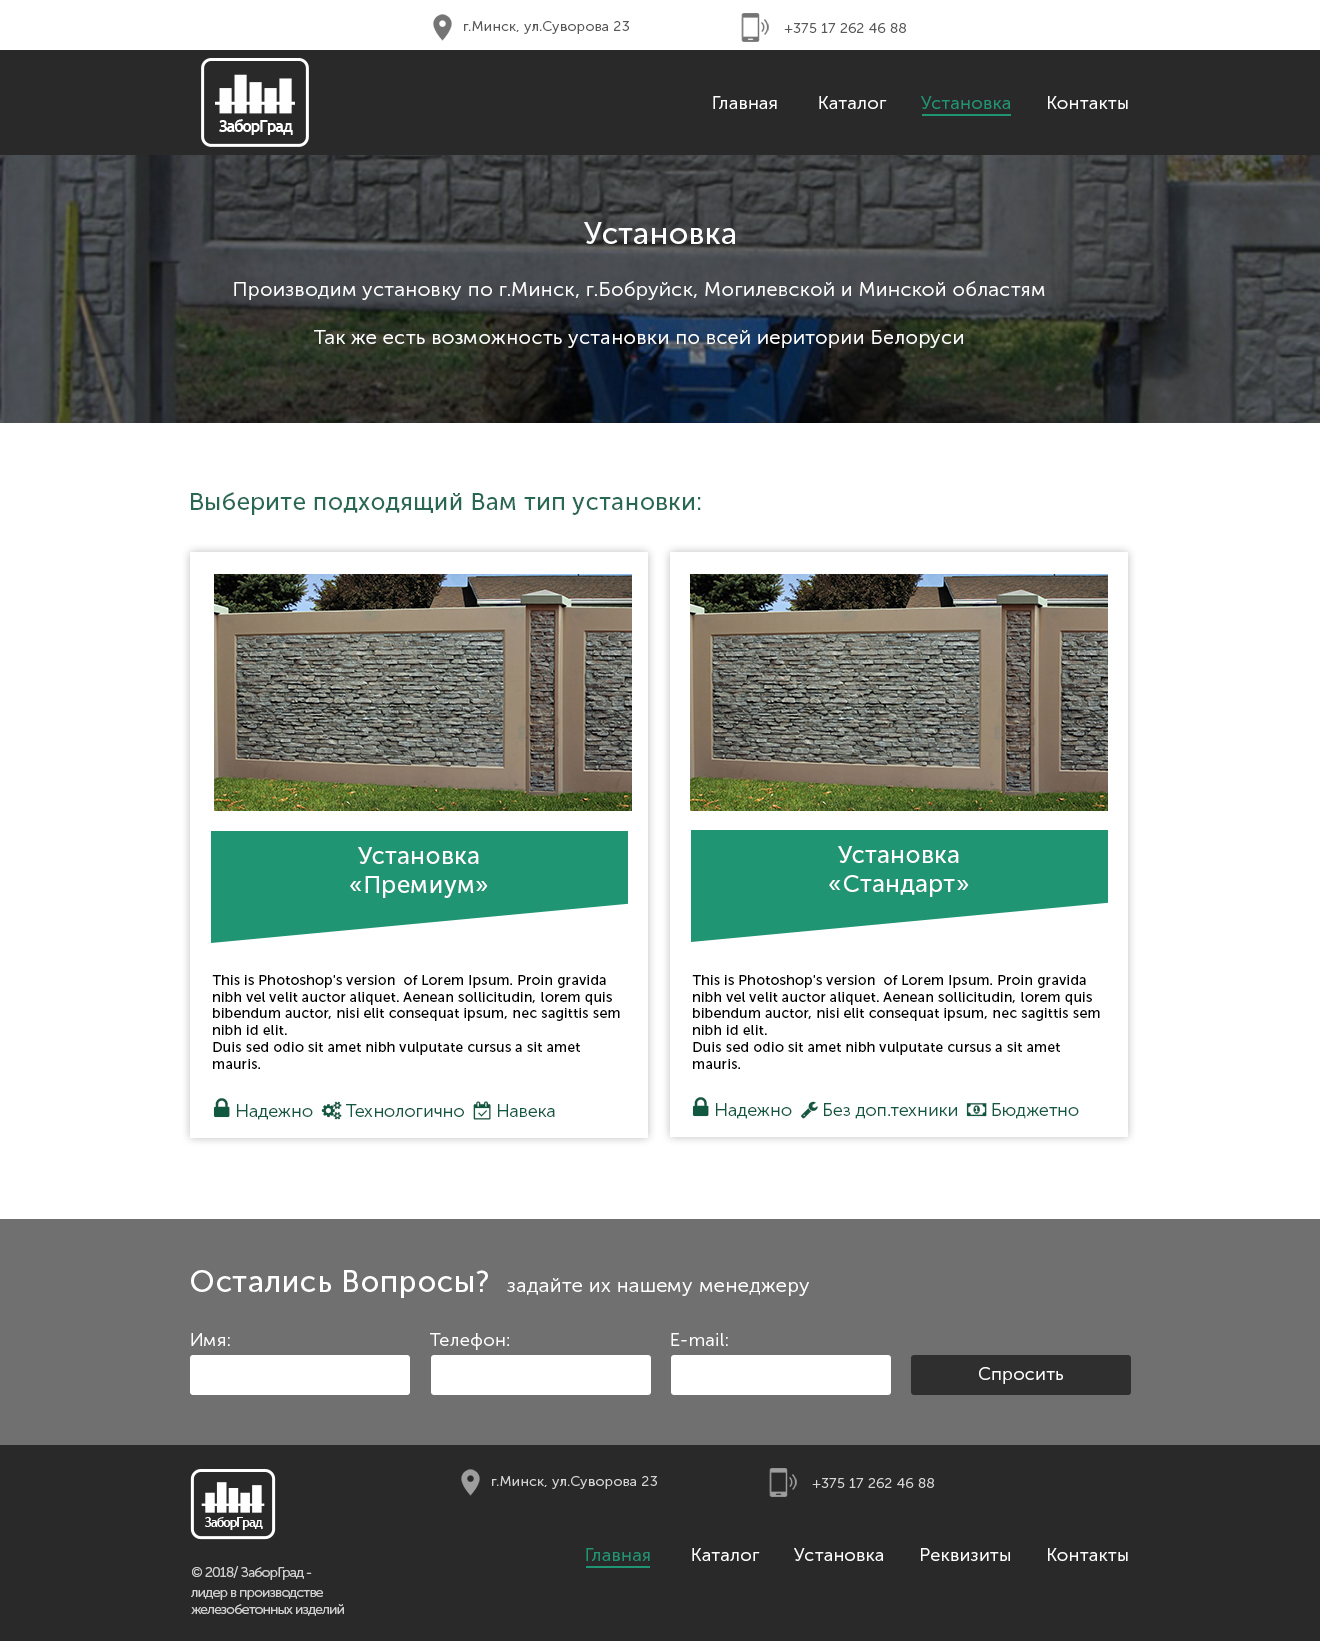 г.Минск, ул.Суворова 23
+375 17 262 46 88
ЗаборГрад
Главная
Каталог
Установка
Контакты
Установка
Производим установку по г.Минск, г.Бобруйск, Могилевской и Минской областям
Так же есть возможность установки по всей иеритории Белоруси
Выберите подходящий Вам тип установки:
Установка
«Премиум»
This is Photoshop's version  of Lorem Ipsum. Proin gravida
nibh vel velit auctor aliquet. Aenean sollicitudin, lorem quis
bibendum auctor, nisi elit consequat ipsum, nec sagittis sem
nibh id elit.
Duis sed odio sit amet nibh vulputate cursus a sit amet
mauris.
Надежно Технологично Навека
Установка
«Стандарт»
This is Photoshop's version  of Lorem Ipsum. Proin gravida
nibh vel velit auctor aliquet. Aenean sollicitudin, lorem quis
bibendum auctor, nisi elit consequat ipsum, nec sagittis sem
nibh id elit.
Duis sed odio sit amet nibh vulputate cursus a sit amet
mauris.
Надежно Без доп.техники Бюджетно
Остались Вопросы? задайте их нашему менеджеру
Имя:
Телефон:
E-mail:
Спросить
ЗаборГрад
г.Минск, ул.Суворова 23
+375 17 262 46 88
Главная
Каталог
Установка
Реквизиты
Контакты
© 2018/ ЗаборГрад -
лидер в производстве
железобетонных изделий